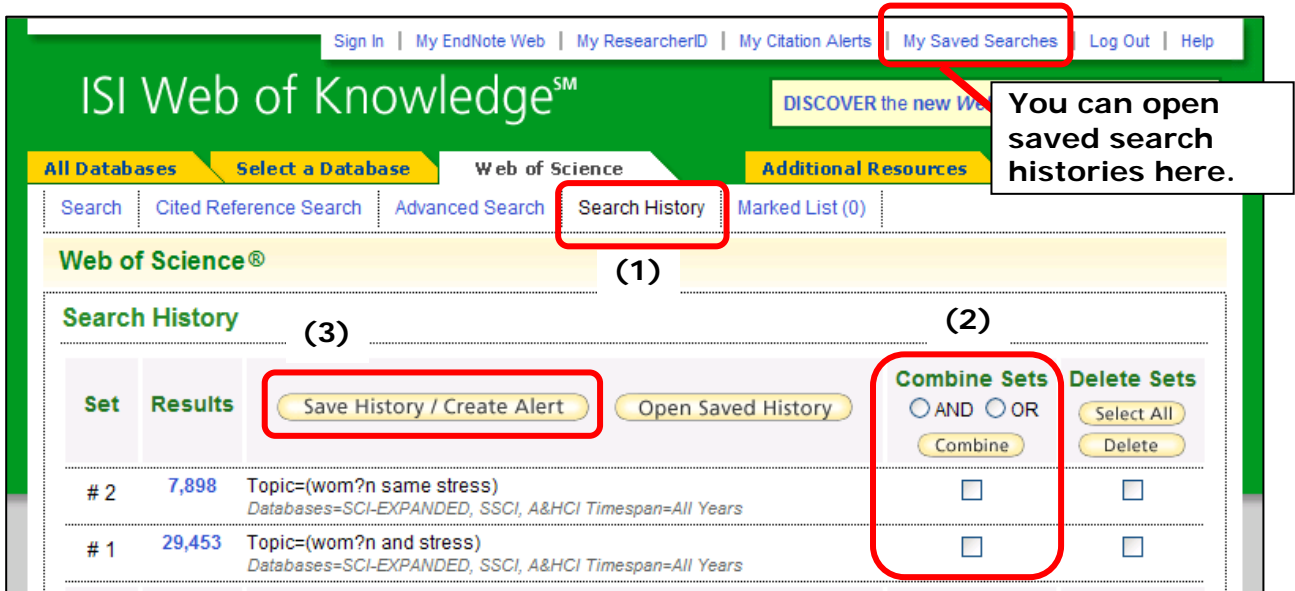 Sign In | My EndNote Web | My ResearcherID | My Citation Alerts | My Saved Searches | Log Out | Help
ISI Web of Knowledge℠
DISCOVER the new
You can open
saved search
histories here.
All Databases Select a Database Web of Science Additional Resources
Search Cited Reference Search Advanced Search Search History Marked List (0)
Web of Science®
(1)
Search History
(3)
(2)
Set Results Save History / Create Alert Open Saved History
Combine Sets
AND OR
Combine
Delete Sets
Select All
Delete
# 2 7,898 Topic=(wom?n same stress)
Databases=SCI-EXPANDED, SSCI, A&HCI Timespan=All Years
# 1 29,453 Topic=(wom?n and stress)
Databases=SCI-EXPANDED, SSCI, A&HCI Timespan=All Years